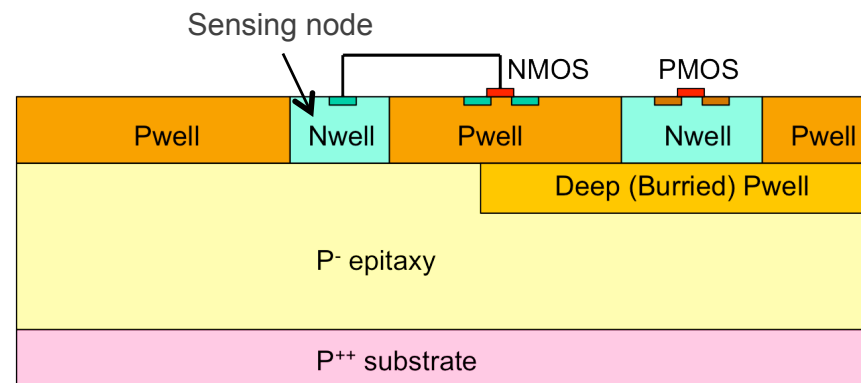 Sensing node
NMOS
PMOS
Pwell
Nwell
Pwell
Nwell
Pwell
Deep (Burried) Pwell
P- epitaxy
P++ substrate